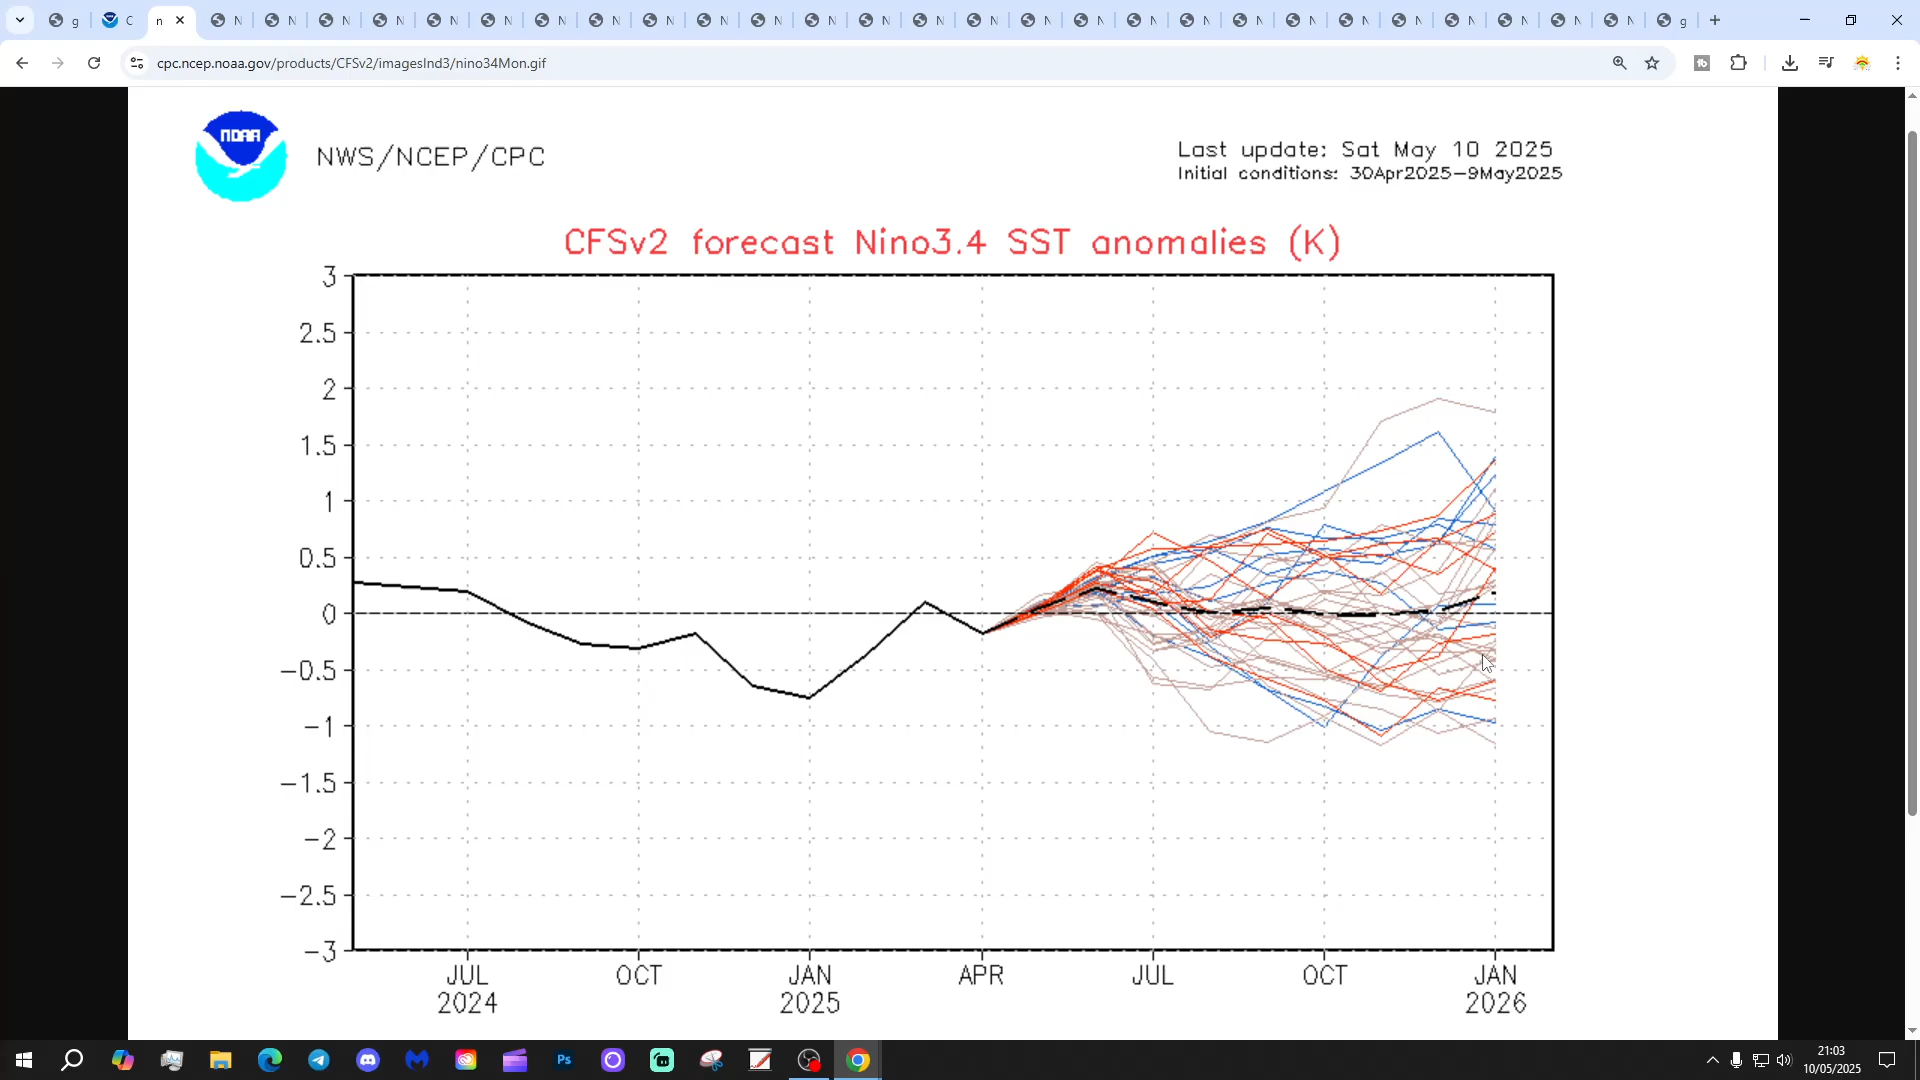 g C n N N N N N N N N N N N N N N N N N N N N N N N N N N N g
cpc.ncep.noaa.gov/products/CFSv2/imagesInd3/nino34Mon.gif
NOAA
NWS/NCEP/CPC
Last update: Sat May 10 2025
Initial conditions: 30Apr2025−9May2025
CFSv2 forecast Nino3.4 SST anomalies (K)
3
2.5
2
1.5
1
0.5
0
−0.5
−1
−1.5
−2
−2.5
−3
JUL OCT JAN APR JUL OCT JAN
2024 2025 2026
Ps
21:03
10/05/2025